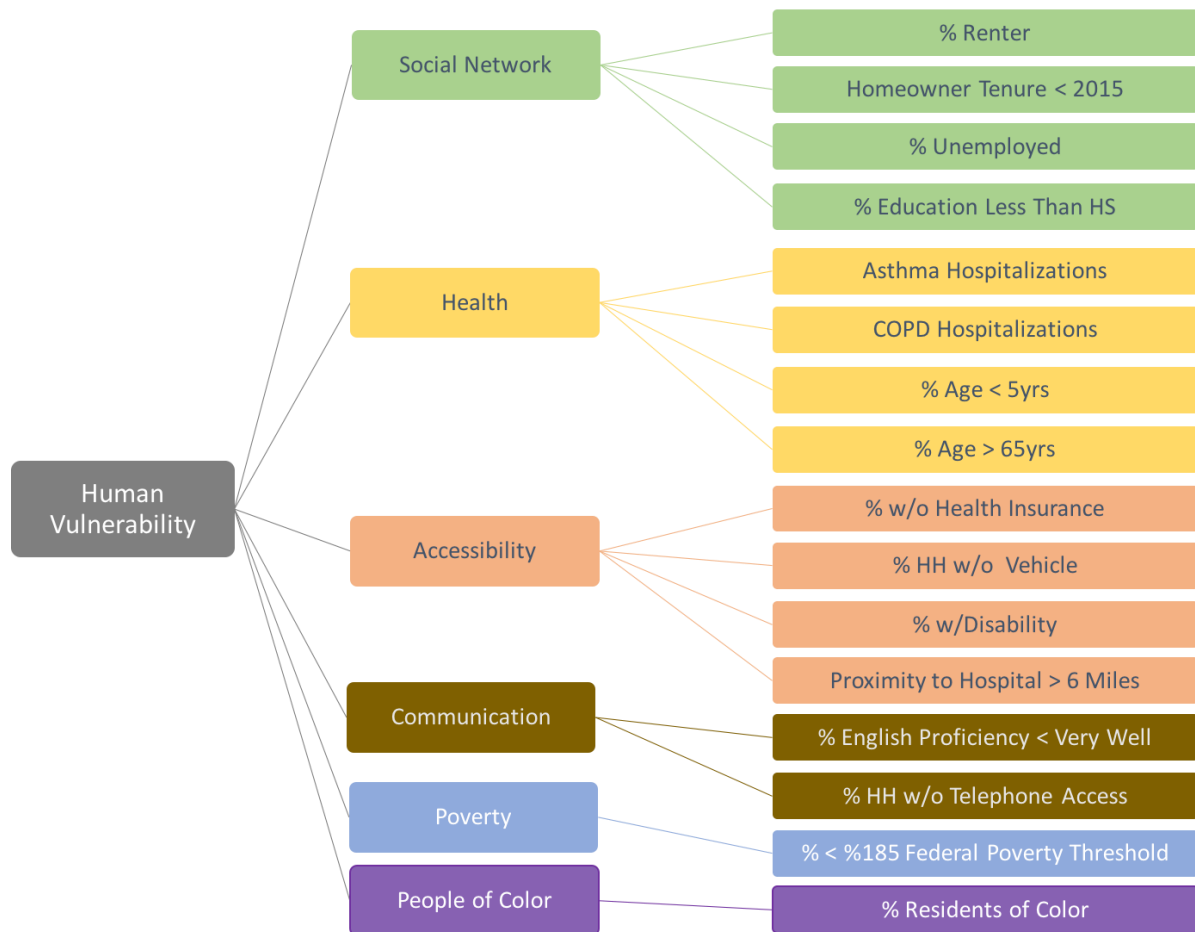 Human
Vulnerability
Social Network
% Renter
Homeowner Tenure < 2015
% Unemployed
% Education Less Than HS
Health
Asthma Hospitalizations
COPD Hospitalizations
% Age < 5yrs
% Age > 65yrs
Accessibility
% w/o Health Insurance
% HH w/o Vehicle
% w/Disability
Proximity to Hospital > 6 Miles
Communication
% English Proficiency < Very Well
% HH w/o Telephone Access
Poverty
% < %185 Federal Poverty Threshold
People of Color
% Residents of Color